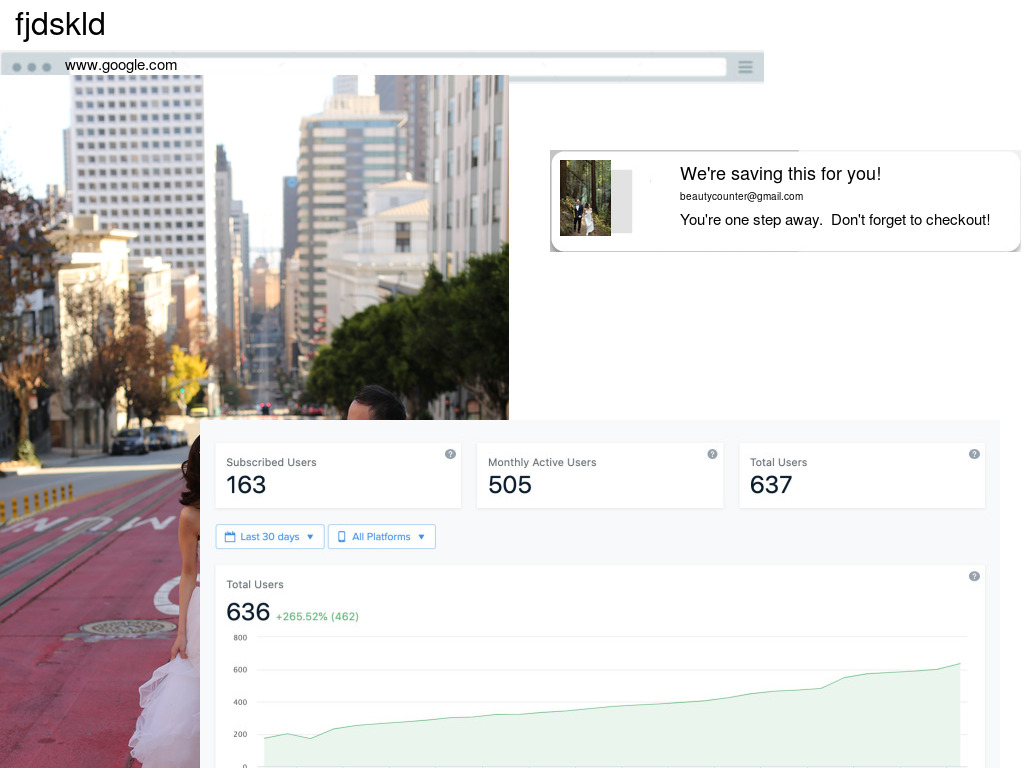 fjdskld
www.google.com
We're saving this for you!
beautycounter@gmail.com
You're one step away.  Don't forget to checkout!
Subscribed Users
163
Monthly Active Users
505
Total Users
637
Last 30 days
All Platforms
Total Users
636 +265.52% (462)
800
600
400
200
0
MUN